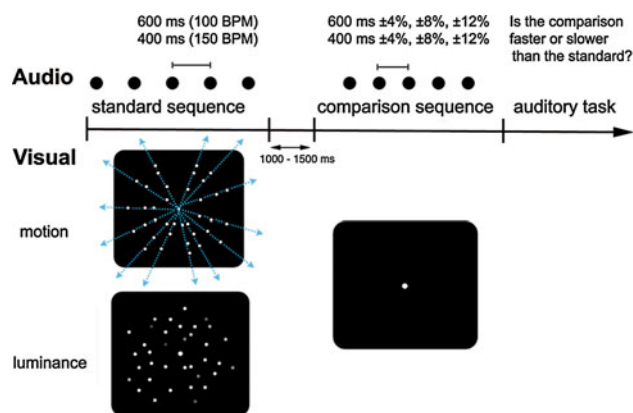 600 ms (100 BPM)
400 ms (150 BPM)
600 ms ±4%, ±8%, ±12%
400 ms ±4%, ±8%, ±12%
Is the comparison
faster or slower
than the standard?
Audio
standard sequence
comparison sequence
auditory task
Visual
1000 - 1500 ms
motion
luminance